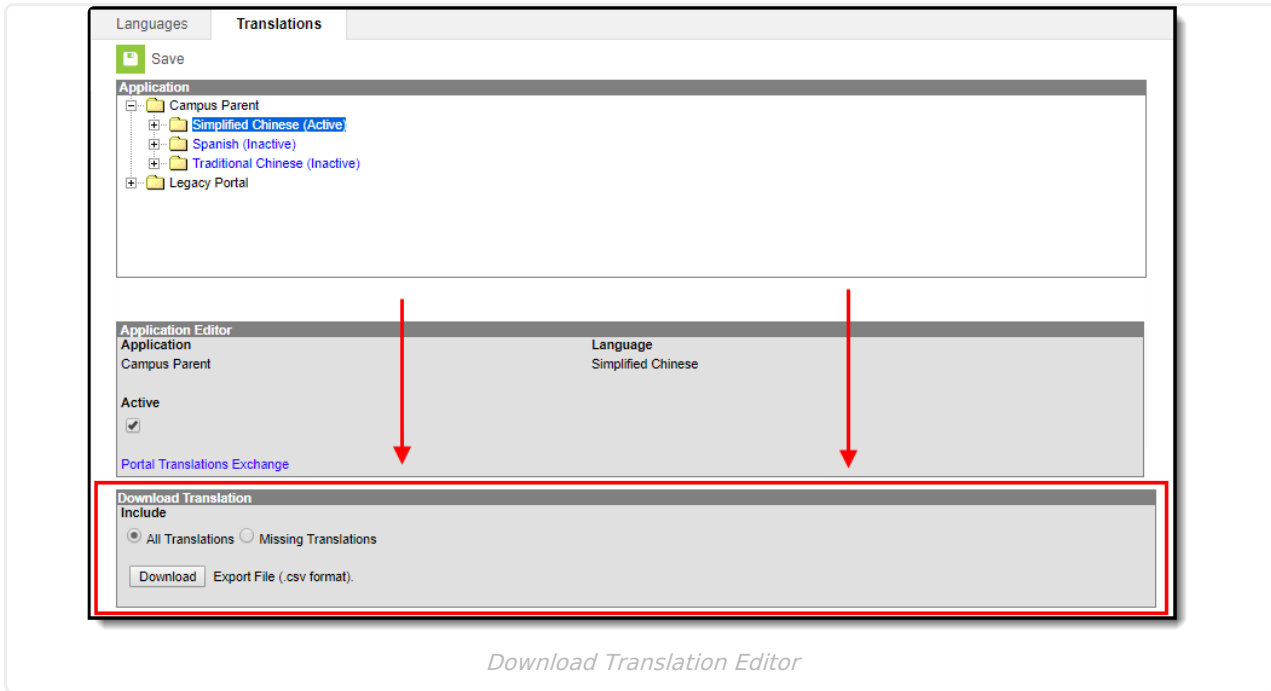 Languages Translations
Save
Application
Campus Parent
Simplified Chinese (Active)
Spanish (Inactive)
Traditional Chinese (Inactive)
Legacy Portal
Application Editor
Application Language
Campus Parent Simplified Chinese
Active
Portal Translations Exchange
Download Translation
Include
All Translations Missing Translations
Download Export File (.csv format).
Download Translation Editor